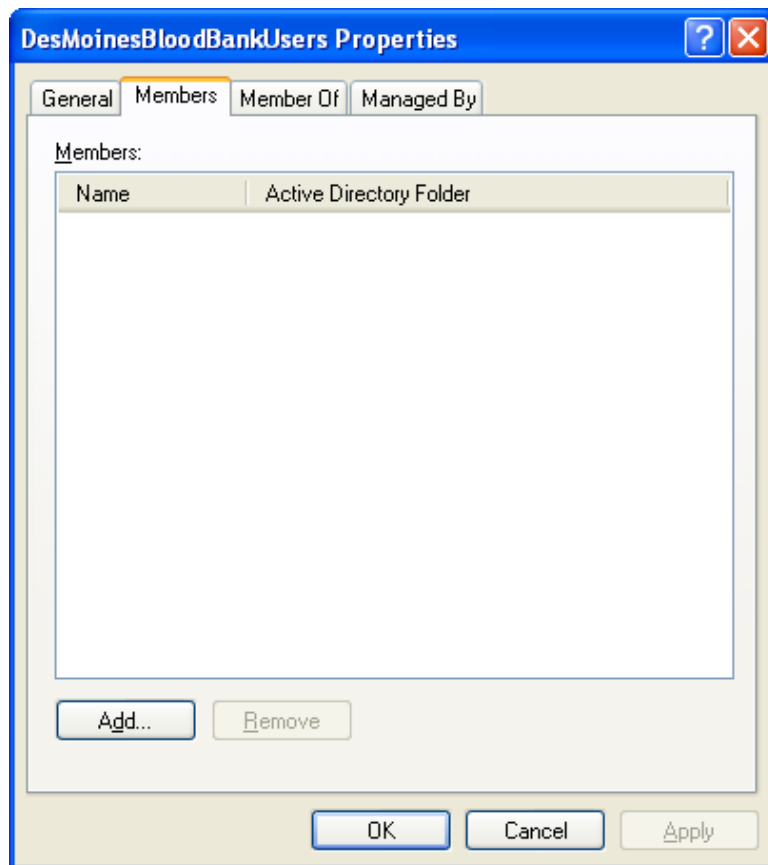 DesMoinesBloodBankUsers Properties
General Members Member Of Managed By
Members:
Name Active Directory Folder
Add... Remove
OK Cancel Apply